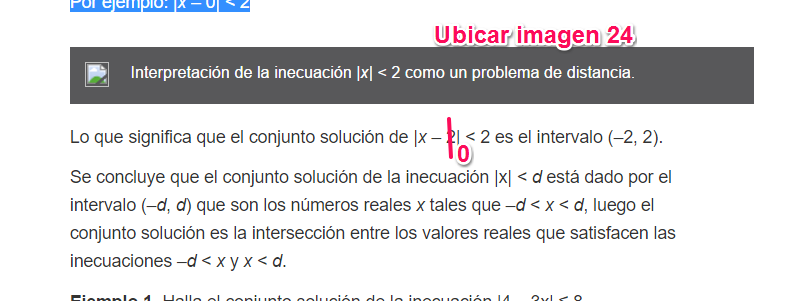 Por ejemplo: |x – 0| < 2
Ubicar imagen 24
Interpretación de la inecuación |x| < 2 como un problema de distancia.
Lo que significa que el conjunto solución de |x – 2| < 2 es el intervalo (–2, 2).
0
Se concluye que el conjunto solución de la inecuación |x| < d está dado por el
intervalo (–d, d) que son los números reales x tales que –d < x < d, luego el
conjunto solución es la intersección entre los valores reales que satisfacen las
inecuaciones –d < x y x < d.
Ejemplo 1. Halla el conjunto solución de la inecuación |4 – 3x| ≤ 8